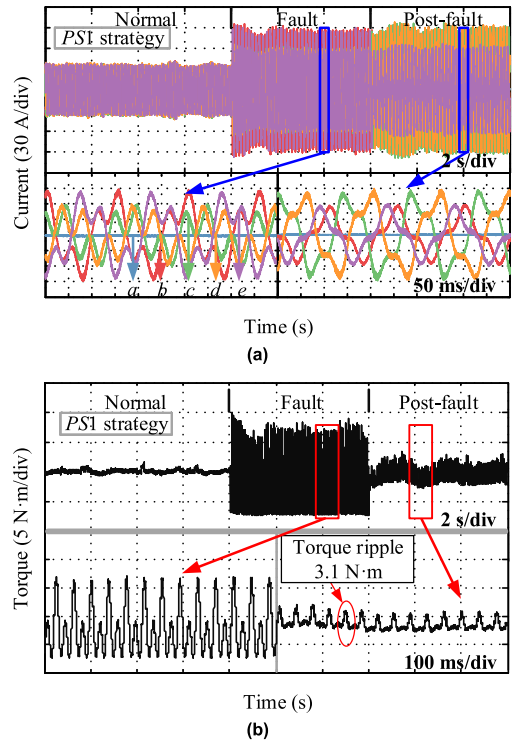 (a)
Normal Fault Post-fault
PS1 strategy
Current (30 A/div)
2 s/div
a b c d e
50 ms/div
Time (s)
(a)
Normal Fault Post-fault
PS1 strategy
Torque (5 N·m/div)
2 s/div
Torque ripple
3.1 N·m
100 ms/div
Time (s)
(b)